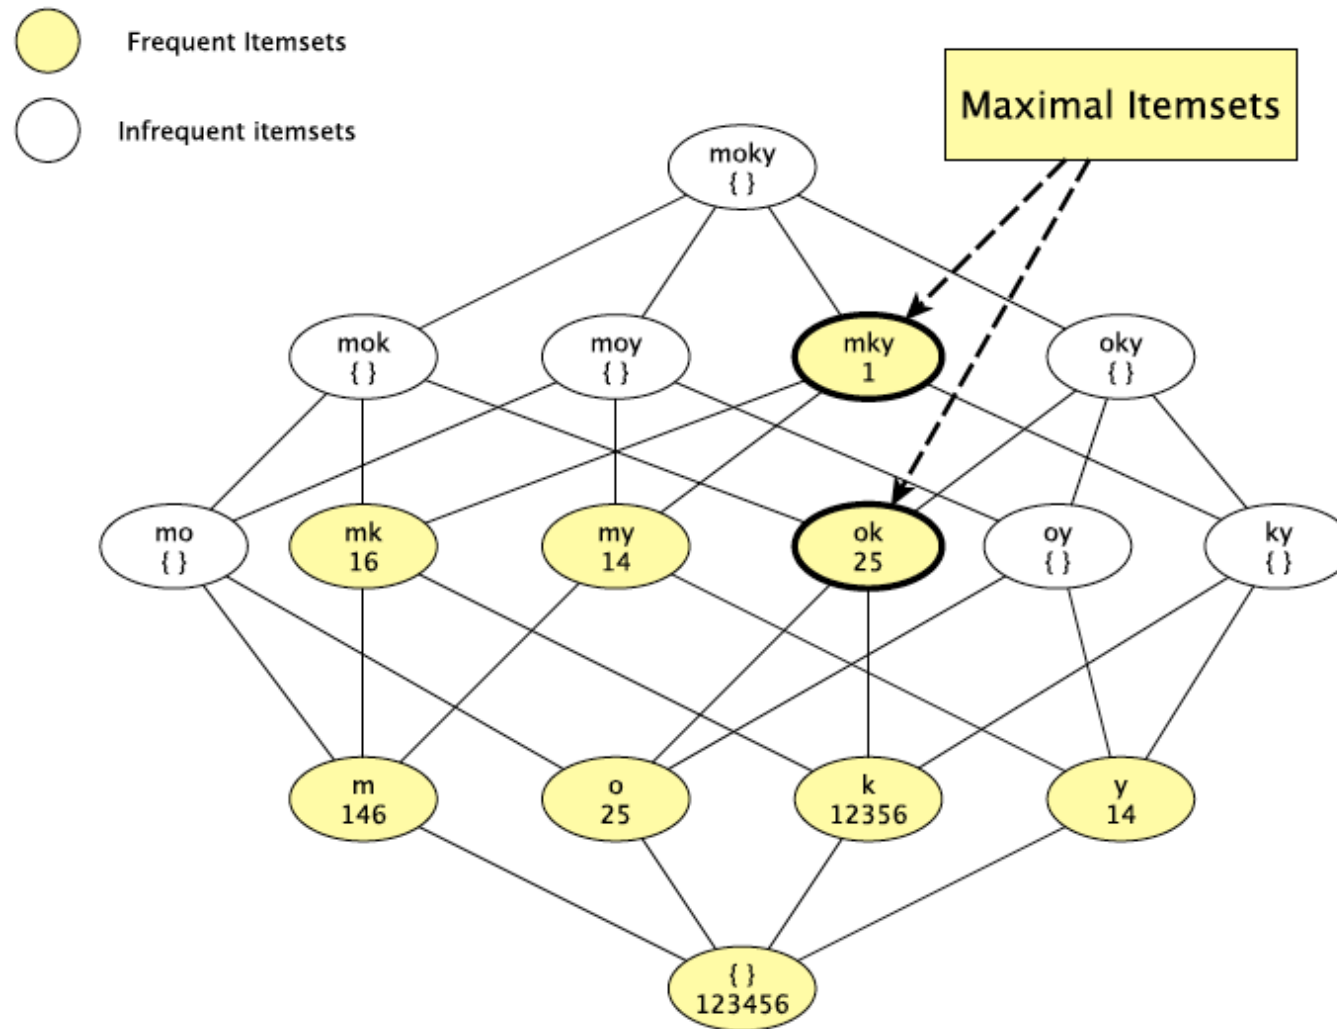 Frequent Itemsets
Infrequent itemsets
Maximal Itemsets
moky
{ }
mok
{ }
moy
{ }
mky
1
oky
{ }
mo
{ }
mk
16
my
14
ok
25
oy
{ }
ky
{ }
m
146
o
25
k
12356
y
14
{ }
123456